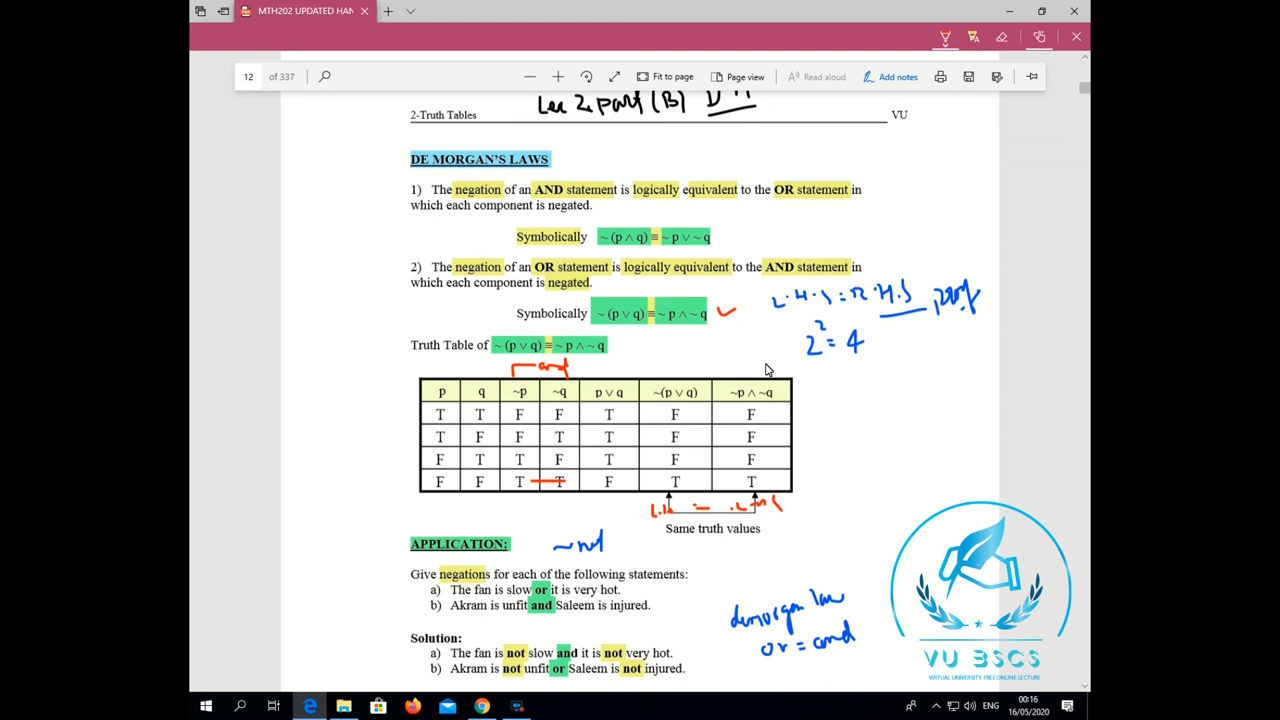 MTH202 UPDATED HAN
12 of 337 Fit to page Page view Read aloud Add notes
Lec 2 part (B)
2-Truth Tables VU
DE MORGAN'S LAWS
1) The negation of an AND statement is logically equivalent to the OR statement in
which each component is negated.
Symbolically ~ (p ∧ q) ≡ ~ p ∨ ~ q
2) The negation of an OR statement is logically equivalent to the AND statement in
which each component is negated.
L.H.S = R.H.S proof
Symbolically ~ (p ∨ q) ≡ ~ p ∧ ~ q
2² = 4
Truth Table of ~ (p ∨ q) ≡ ~ p ∧ ~ q
and
p q ~p ~q p ∨ q ~(p ∨ q) ~p ∧ ~q
T T F F T F F
T F F T T F F
F T T F T F F
F F T T F T T
Same truth values
APPLICATION: ~ not
Give negations for each of the following statements:
a) The fan is slow or it is very hot.
b) Akram is unfit and Saleem is injured.
demorgan law
or = and
Solution:
a) The fan is not slow and it is not very hot.
b) Akram is not unfit or Saleem is not injured.
VU BSCS
VIRTUAL UNIVERSITY FREE ONLINE LECTURE
ENG
00:16
16/05/2020